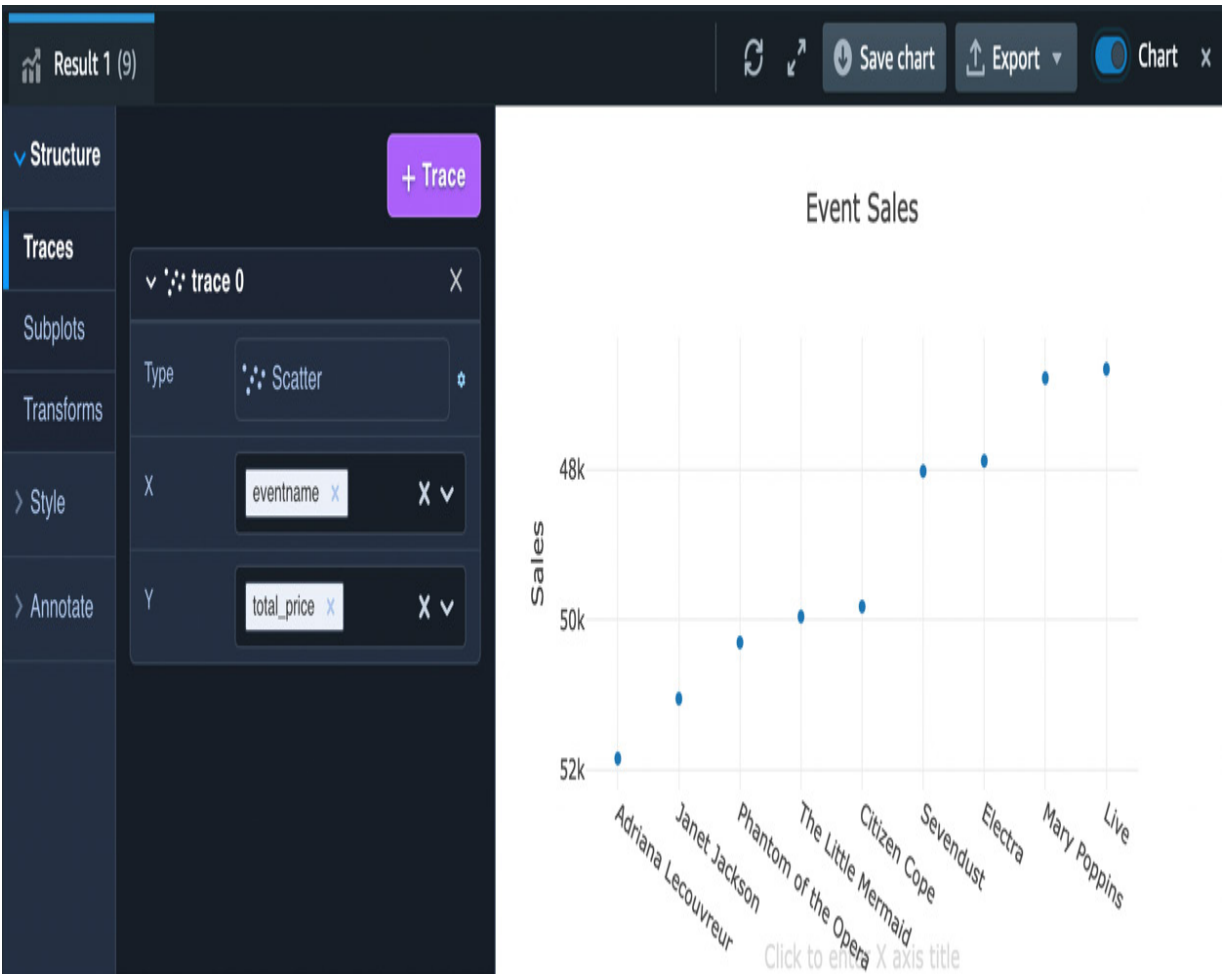 Result 1 (9)
Save chart
Export
Chart
Structure
Traces
Subplots
Transforms
Style
Annotate
+ Trace
trace 0
Type
Scatter
X
eventname
Y
total_price
Event Sales
Sales
48k
50k
52k
Adriana Lecouvreur
Janet Jackson
Phantom of the Opera
The Little Mermaid
Citizen Cope
Sevendust
Electra
Mary Poppins
Live
Click to enter X axis title